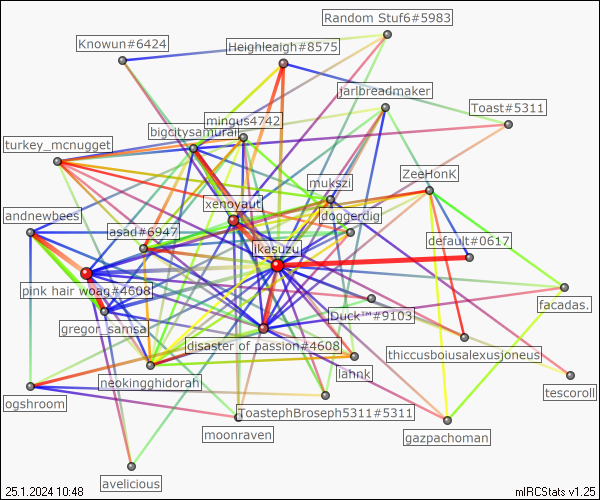 Random Stuf6#5983
Knowun#6424
Heighleaigh#8575
jarlbreadmaker
Toast#5311
mingus4742
bigcitysamurai
turkey_mcnugget
ZeeHonK
mukszi
xenoyaut
andnewbees
doggerdig
asad#6947
default#0617
ikasuzu
pink hair woag#4608
facadas.
gregor_samsa
Duck™#9103
disaster of passion#4608
thiccusboiusalexusjoneus
lahnk
neokingghidorah
tescoroll
ogshroom
ToastephBroseph5311#5311
moonraven
gazpachoman
avelicious
25.1.2024 10:48
mIRCStats v1.25